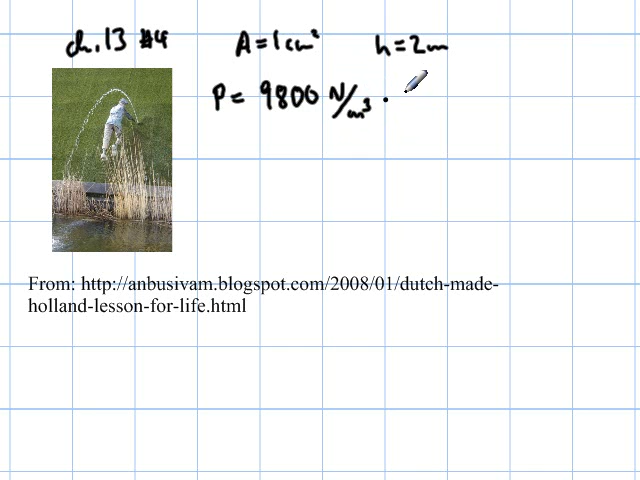 ch. 13 #4 A = 1 cm² h = 2m
P = 9800 N/m³ ·
From: http://anbusivam.blogspot.com/2008/01/dutch-made-
holland-lesson-for-life.html